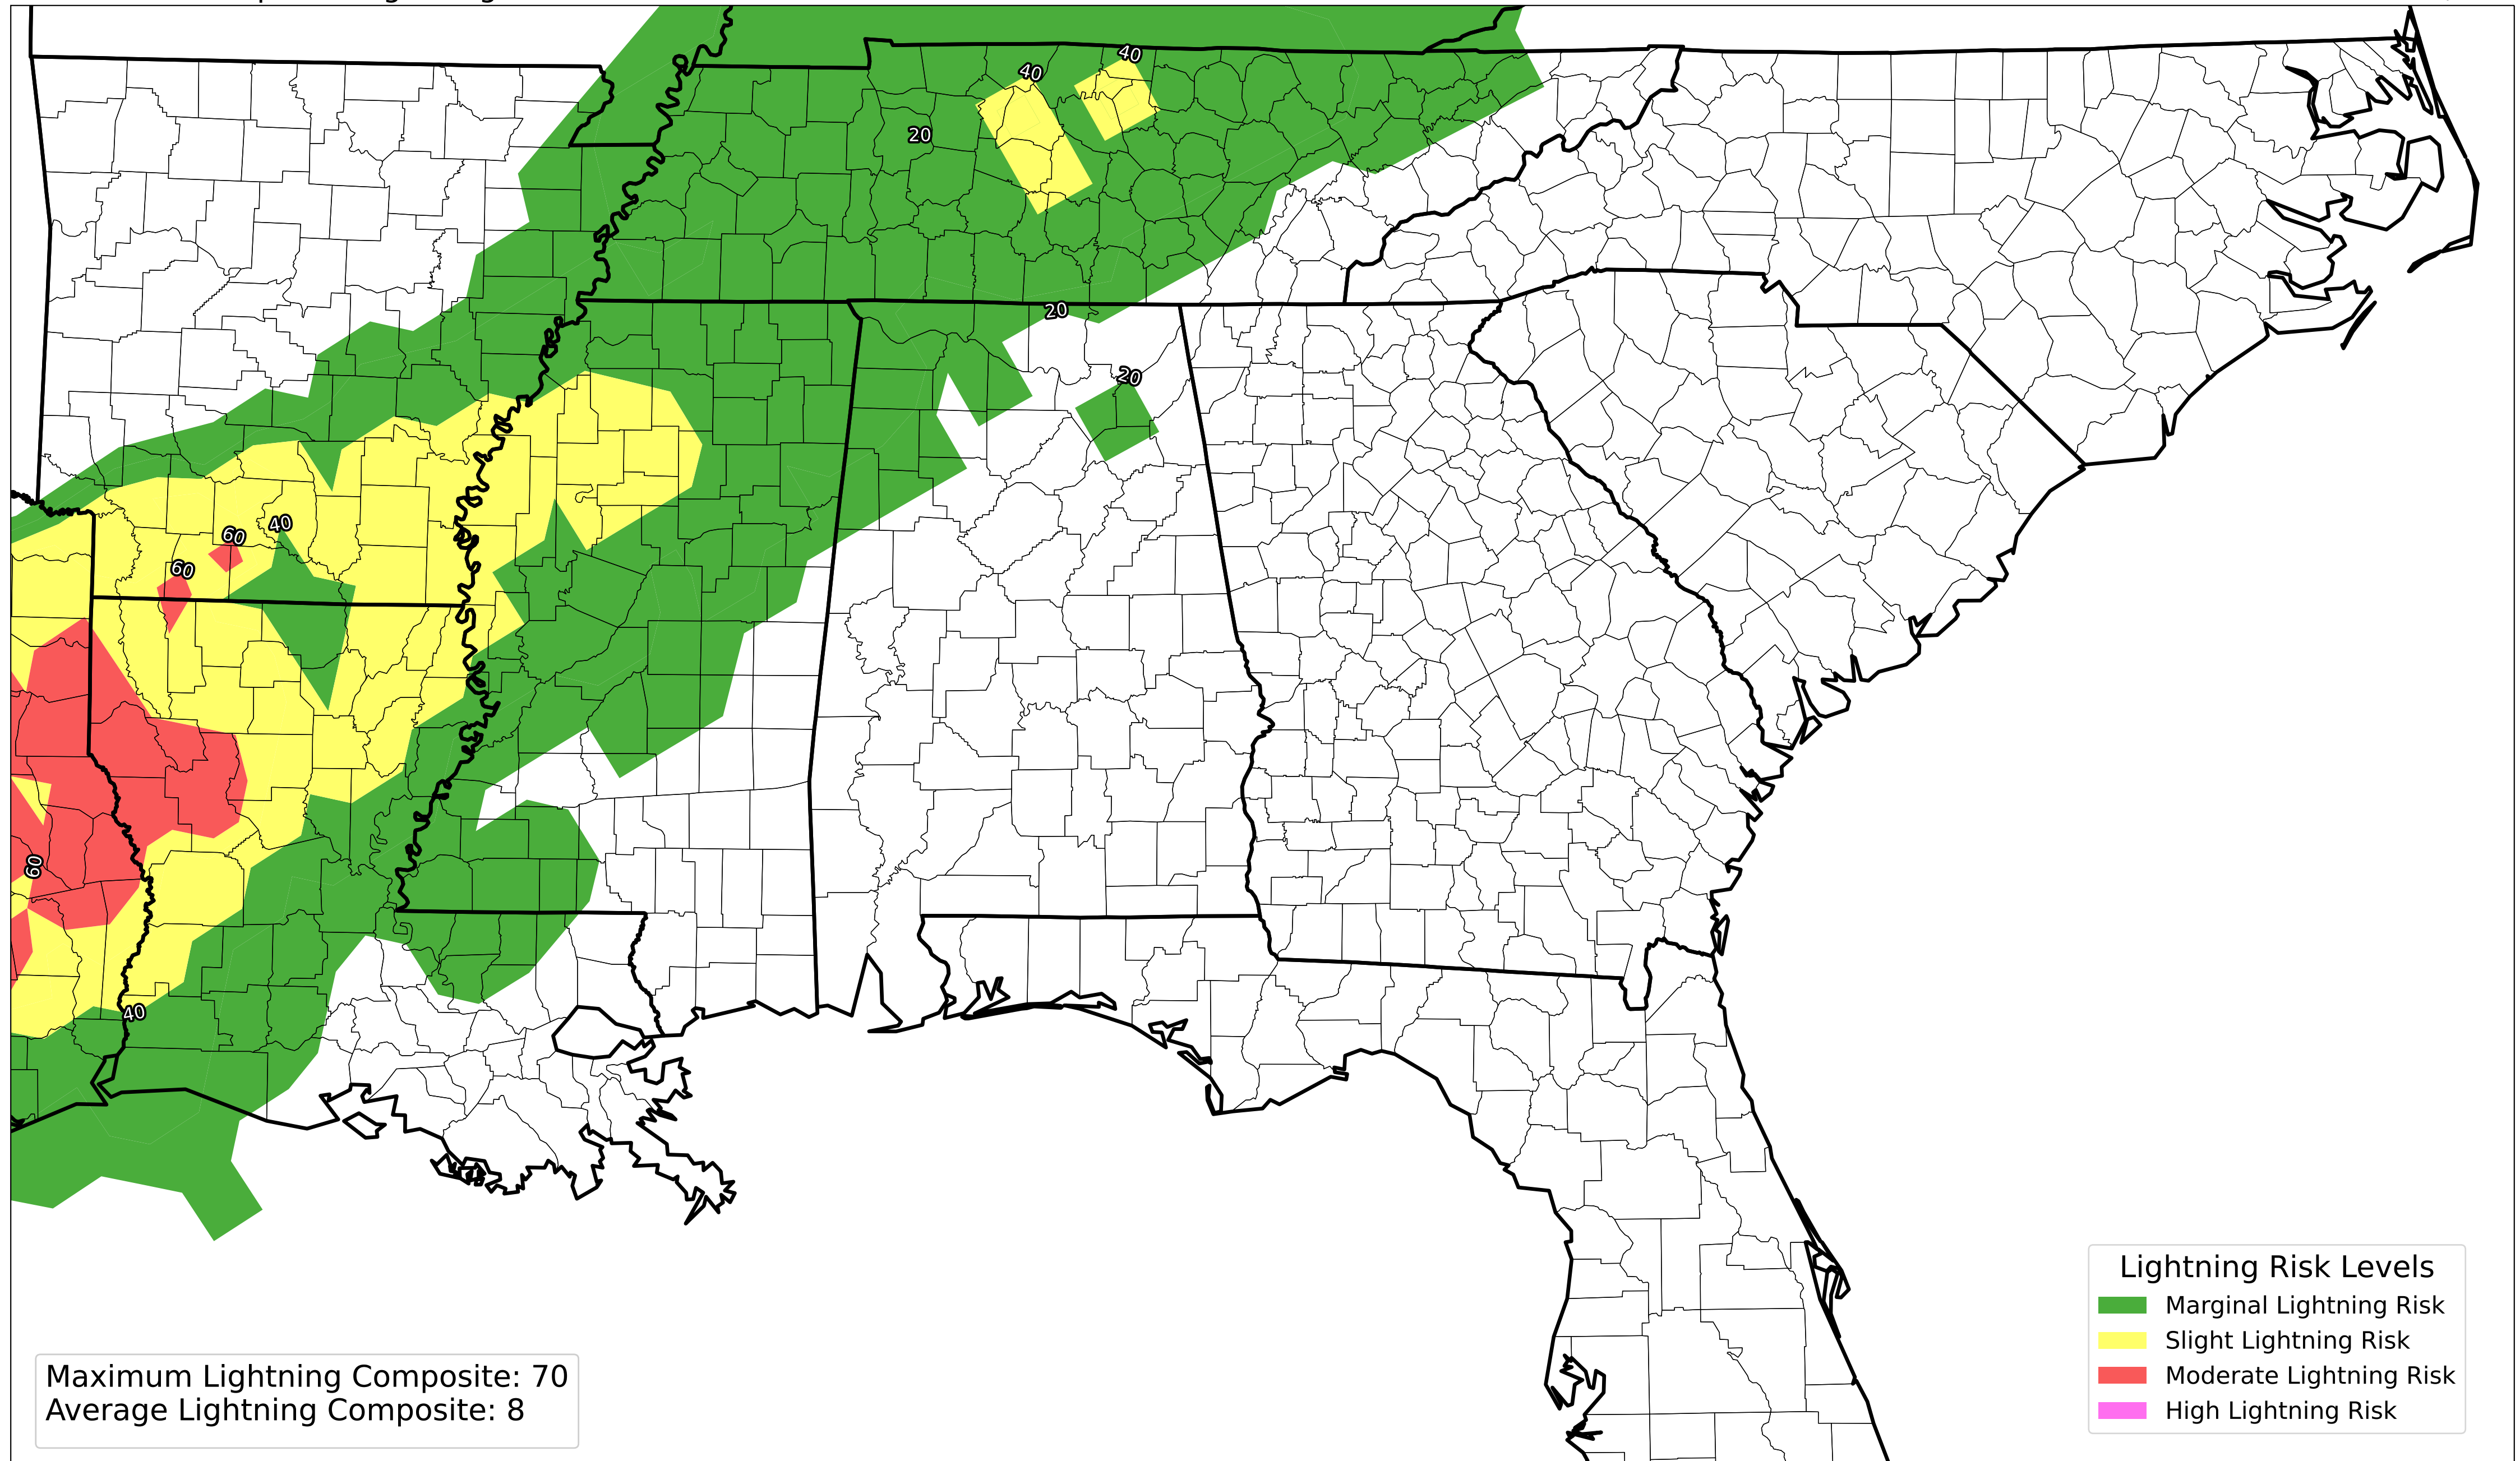 40
40
20
20
20
60
40
60
60
40
Lightning Risk Levels
Marginal Lightning Risk
Slight Lightning Risk
Moderate Lightning Risk
High Lightning Risk
Maximum Lightning Composite: 70
Average Lightning Composite: 8